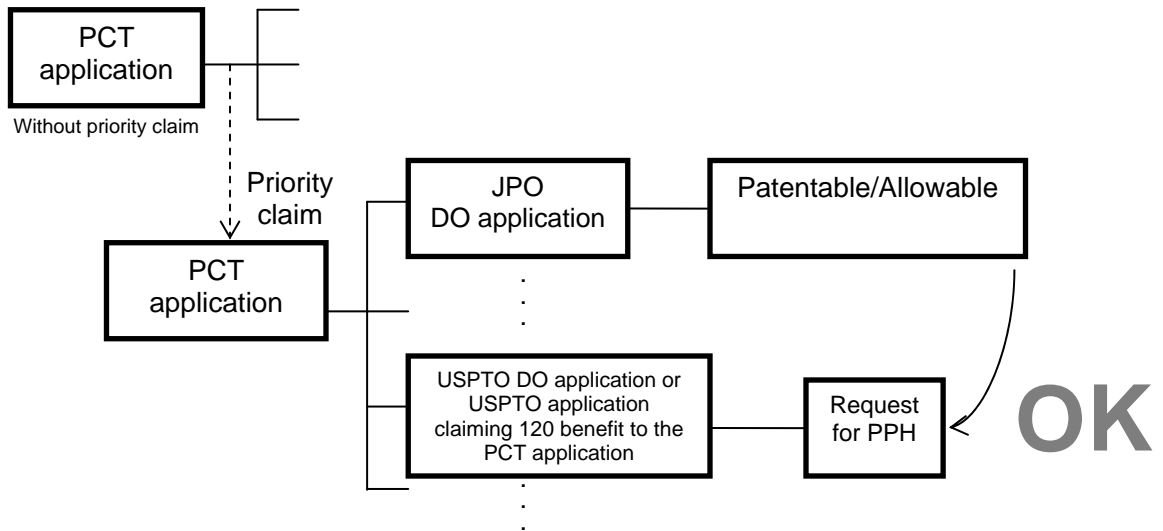 PCT
application
Without priority claim
Priority
claim
JPO
DO application
Patentable/Allowable
PCT
application
.
.
.
USPTO DO application or
USPTO application
claiming 120 benefit to the
PCT application
Request
for PPH
OK
.
.
.